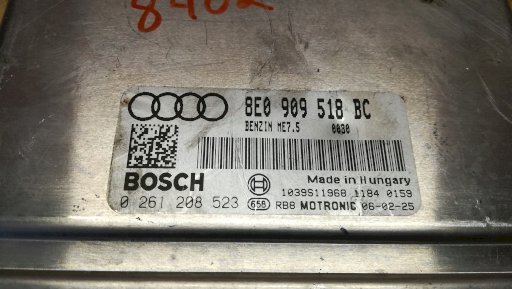 8402
8E0 909 518 BC
BENZIN ME7.5 0030
BOSCH
Made in Hungary
1039S11968 1184 0159
0 261 208 523 658 RB8 MOTRONIC 06-02-25